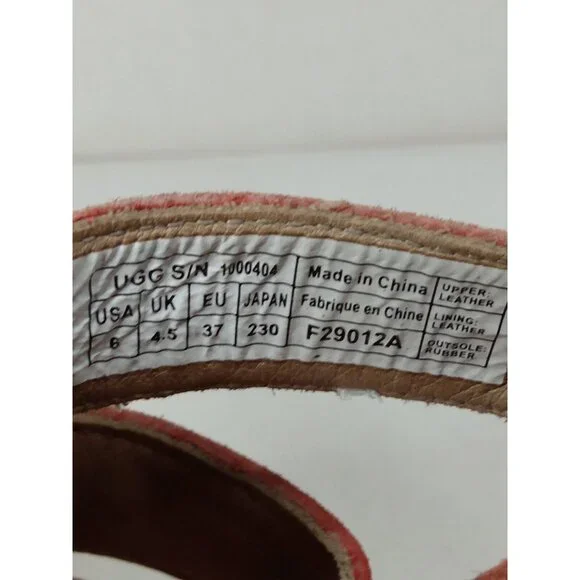 UGG S/N 1000404
USA UK EU JAPAN
6 4.5 37 230
Made in China
Fabriqué en Chine
F29012A
UPPER:
LEATHER
LINING:
LEATHER
OUTSOLE:
RUBBER